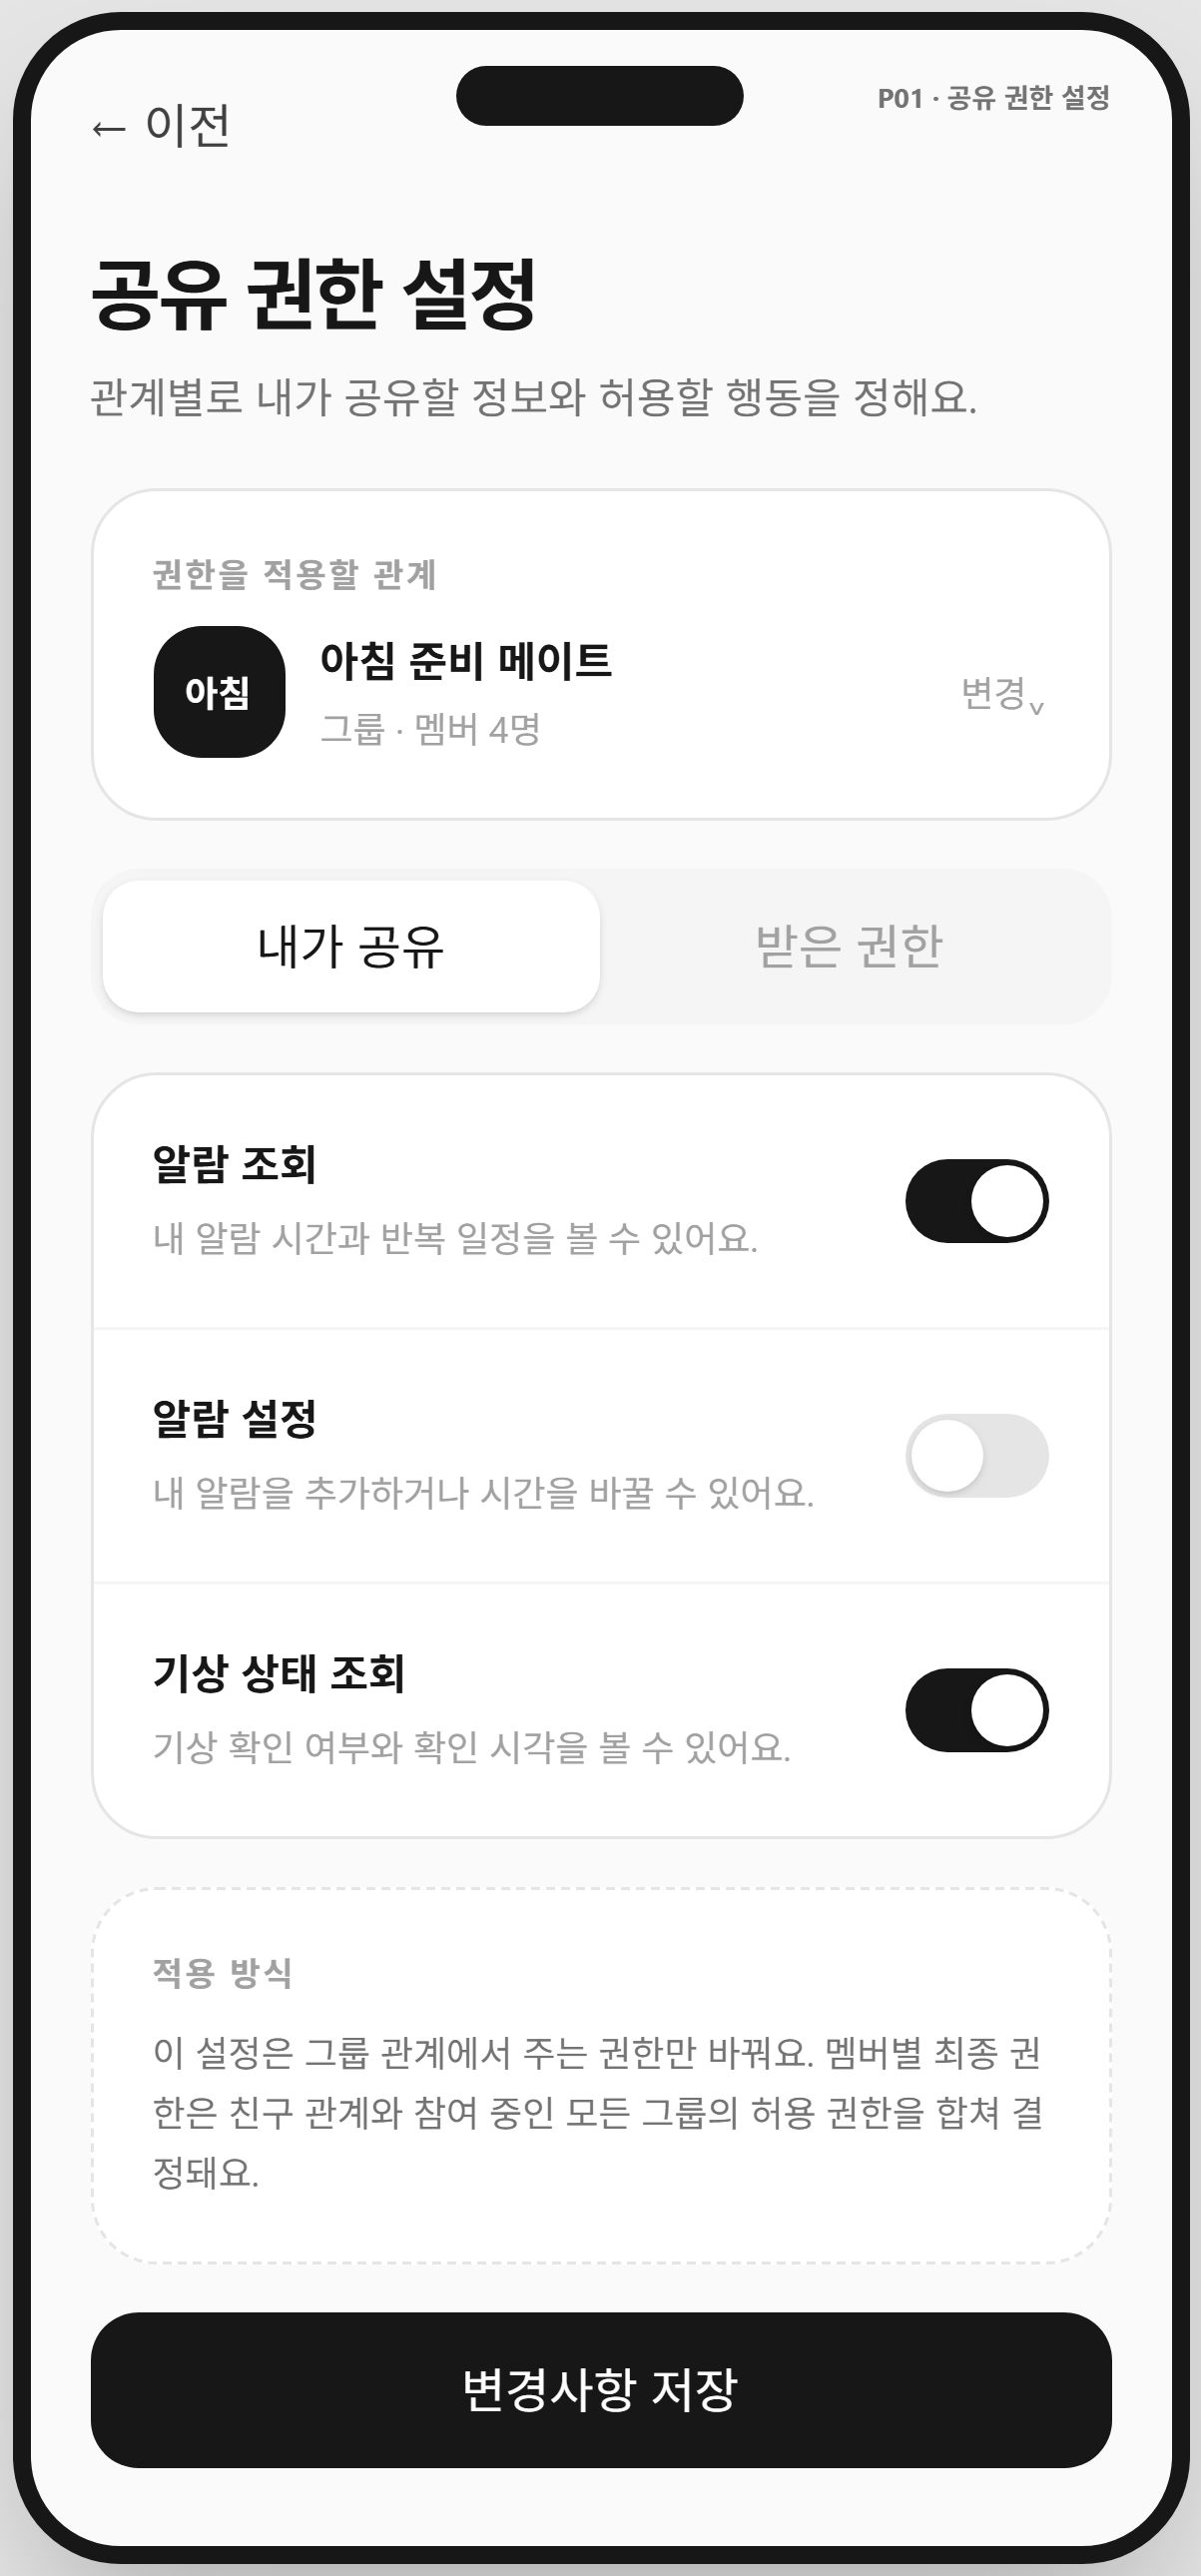 ← 이전
P01 · 공유 권한 설정
공유 권한 설정
관계별로 내가 공유할 정보와 허용할 행동을 정해요.
권한을 적용할 관계
아침
아침 준비 메이트
그룹 · 멤버 4명
변경⌄
내가 공유
받은 권한
알람 조회
내 알람 시간과 반복 일정을 볼 수 있어요.
알람 설정
내 알람을 추가하거나 시간을 바꿀 수 있어요.
기상 상태 조회
기상 확인 여부와 확인 시각을 볼 수 있어요.
적용 방식
이 설정은 그룹 관계에서 주는 권한만 바꿔요. 멤버별 최종 권
한은 친구 관계와 참여 중인 모든 그룹의 허용 권한을 합쳐 결
정돼요.
변경사항 저장